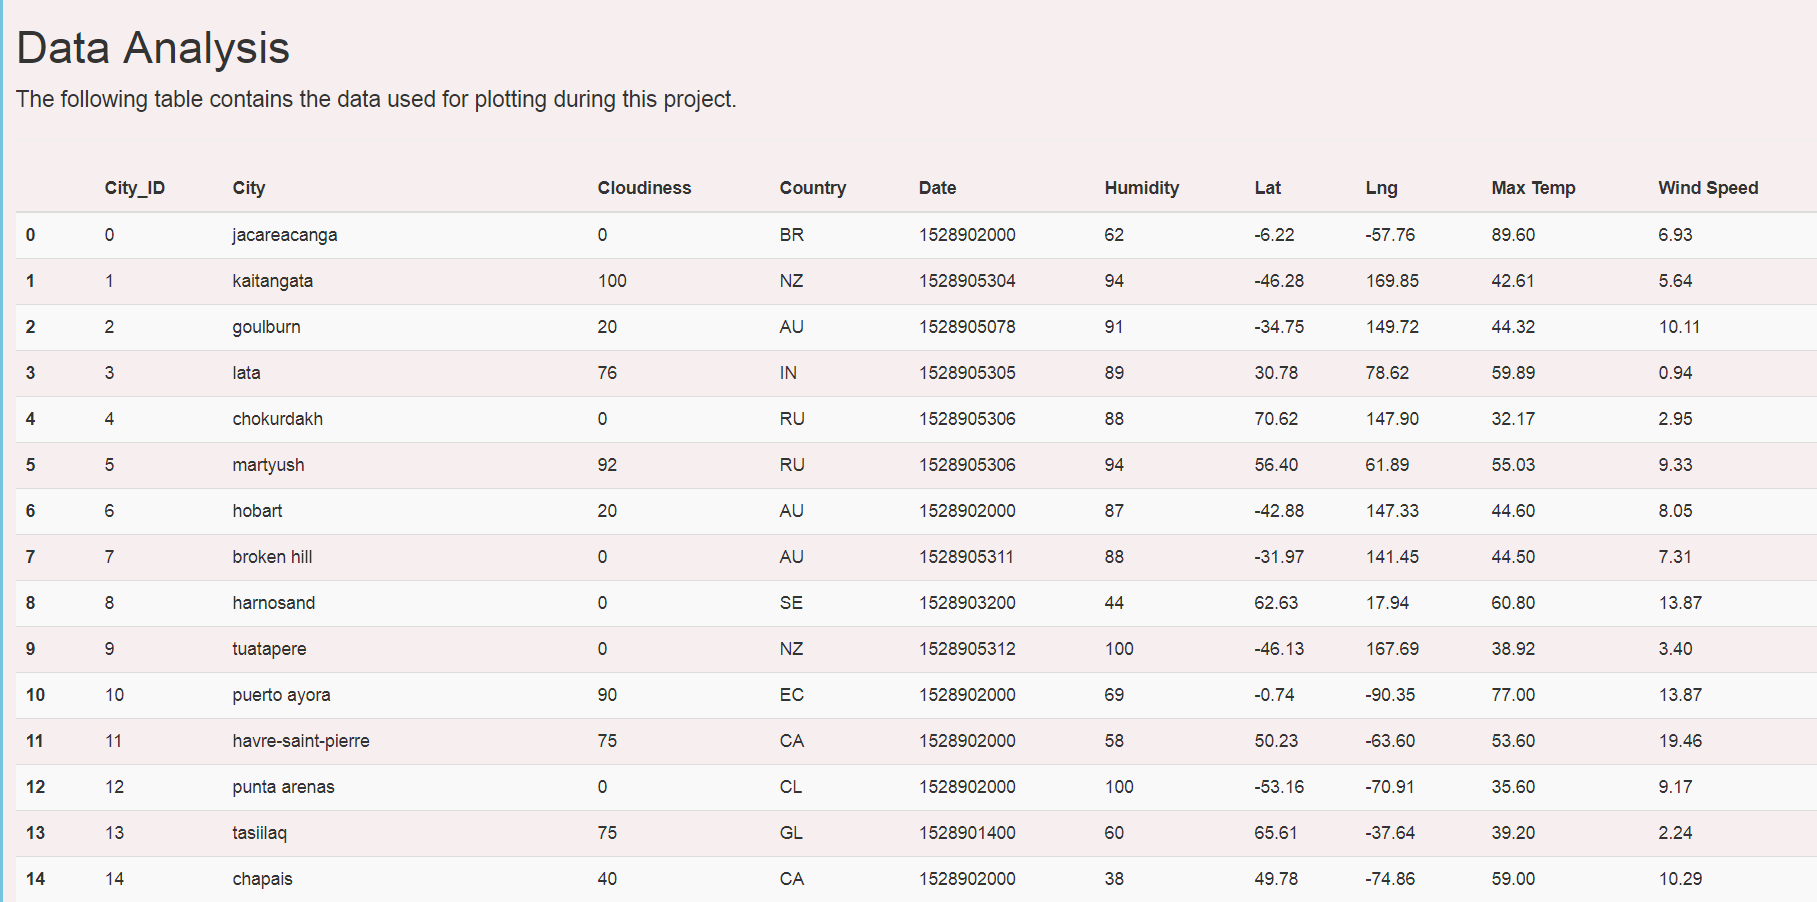 Data Analysis
The following table contains the data used for plotting during this project.
City_ID City Cloudiness Country Date Humidity Lat Lng Max Temp Wind Speed
0 0 jacareacanga 0 BR 1528902000 62 -6.22 -57.76 89.60 6.93
1 1 kaitangata 100 NZ 1528905304 94 -46.28 169.85 42.61 5.64
2 2 goulburn 20 AU 1528905078 91 -34.75 149.72 44.32 10.11
3 3 lata 76 IN 1528905305 89 30.78 78.62 59.89 0.94
4 4 chokurdakh 0 RU 1528905306 88 70.62 147.90 32.17 2.95
5 5 martyush 92 RU 1528905306 94 56.40 61.89 55.03 9.33
6 6 hobart 20 AU 1528902000 87 -42.88 147.33 44.60 8.05
7 7 broken hill 0 AU 1528905311 88 -31.97 141.45 44.50 7.31
8 8 harnosand 0 SE 1528903200 44 62.63 17.94 60.80 13.87
9 9 tuatapere 0 NZ 1528905312 100 -46.13 167.69 38.92 3.40
10 10 puerto ayora 90 EC 1528902000 69 -0.74 -90.35 77.00 13.87
11 11 havre-saint-pierre 75 CA 1528902000 58 50.23 -63.60 53.60 19.46
12 12 punta arenas 0 CL 1528902000 100 -53.16 -70.91 35.60 9.17
13 13 tasiilaq 75 GL 1528901400 60 65.61 -37.64 39.20 2.24
14 14 chapais 40 CA 1528902000 38 49.78 -74.86 59.00 10.29